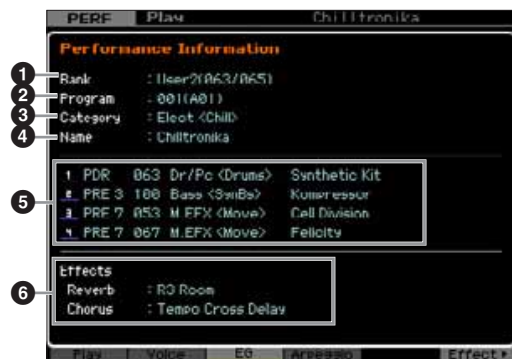 PERF Play Chilltronika
Performance Information
1 Bank : User2(063/065)
2 Program : 001(A01)
3 Category : Elect <Chill>
4 Name : Chilltronika
1 PDR 063 Dr/Pc <Drums> Synthetic Kit
2 PRE 3 100 Bass <SynBs> Kompressor
5
3 PRE 7 053 M.EFX <Move> Cell Division
4 PRE 7 067 M.EFX <Move> Felicity
Effects
6 Reverb : R3 Room
Chorus : Tempo Cross Delay
Play Voice EG Arpeggio Effect